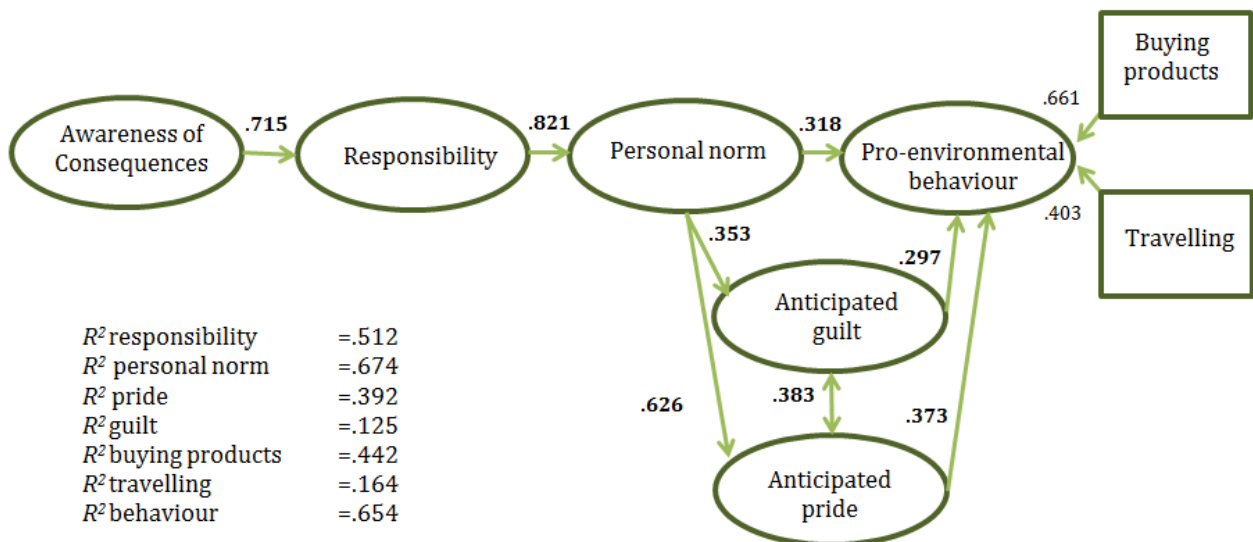 Buying
products
.661
.715
.821
.318
Awareness of
Consequences
Responsibility
Personal norm
Pro-environmental
behaviour
.403
Travelling
.353
.297
Anticipated
guilt
.626
.383
.373
Anticipated
pride
R² responsibility =.512
R² personal norm =.674
R² pride =.392
R² guilt =.125
R² buying products =.442
R² travelling =.164
R² behaviour =.654